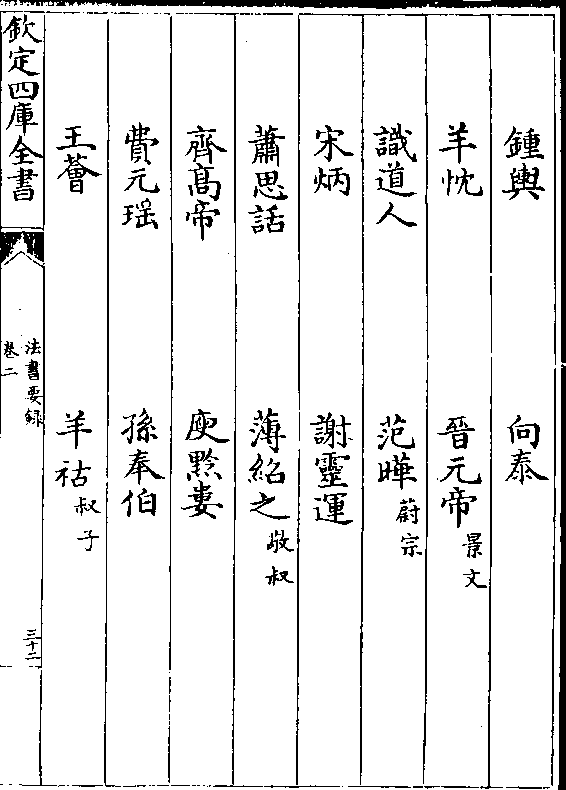 鍾輿 向泰
羊忱 晉元帝景文
識道人 范曄蔚宗
宋炳 謝靈運
蕭思話 薄紹之敬叔
齊髙帝 庾黔婁
費元瑶 孫奉伯
王薈 羊祜叔子
欽定四庫全書
法書要録
卷二
三十二